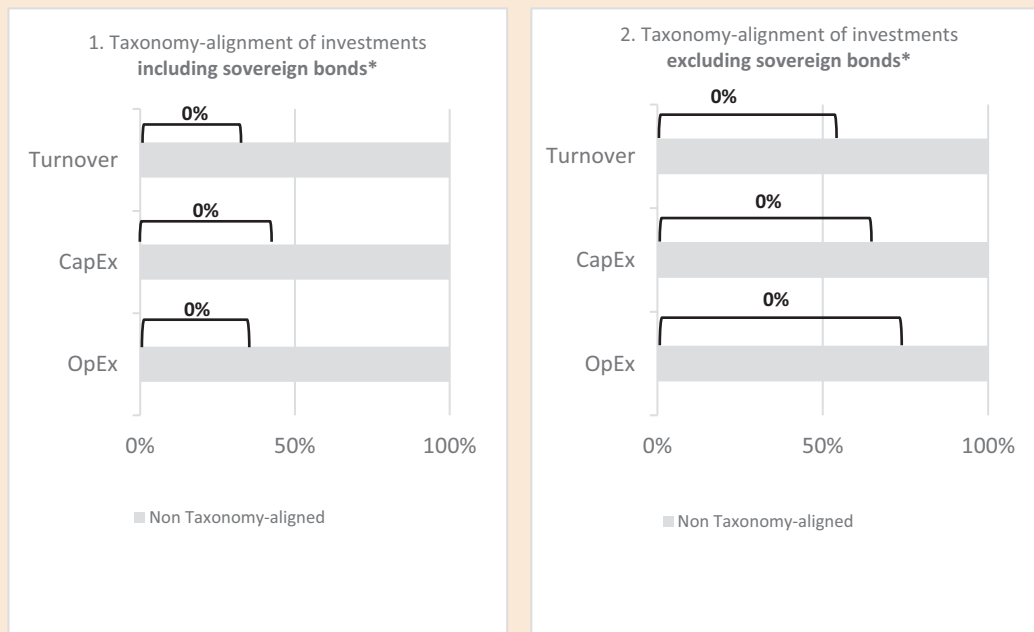 1. Taxonomy-alignment of investments
including sovereign bonds*
0%
Turnover
0%
CapEx
0%
OpEx
0% 50% 100%
Non Taxonomy-aligned
2. Taxonomy-alignment of investments
excluding sovereign bonds*
0%
Turnover
0%
CapEx
0%
OpEx
0% 50% 100%
Non Taxonomy-aligned